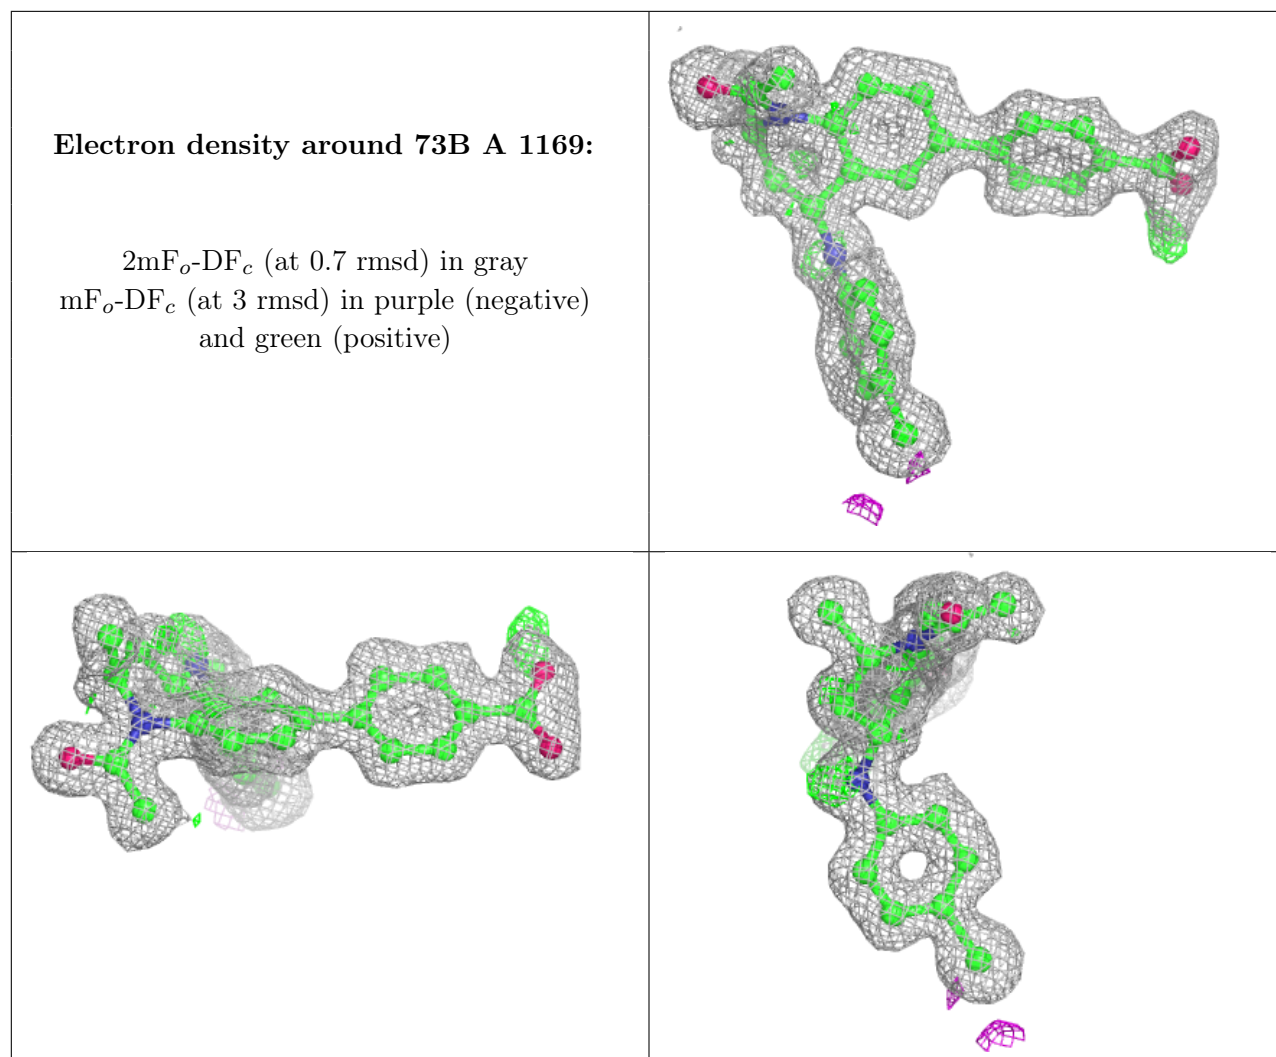 Electron density around 73B A 1169:
2mFo-DFc (at 0.7 rmsd) in gray
mFo-DFc (at 3 rmsd) in purple (negative)
and green (positive)